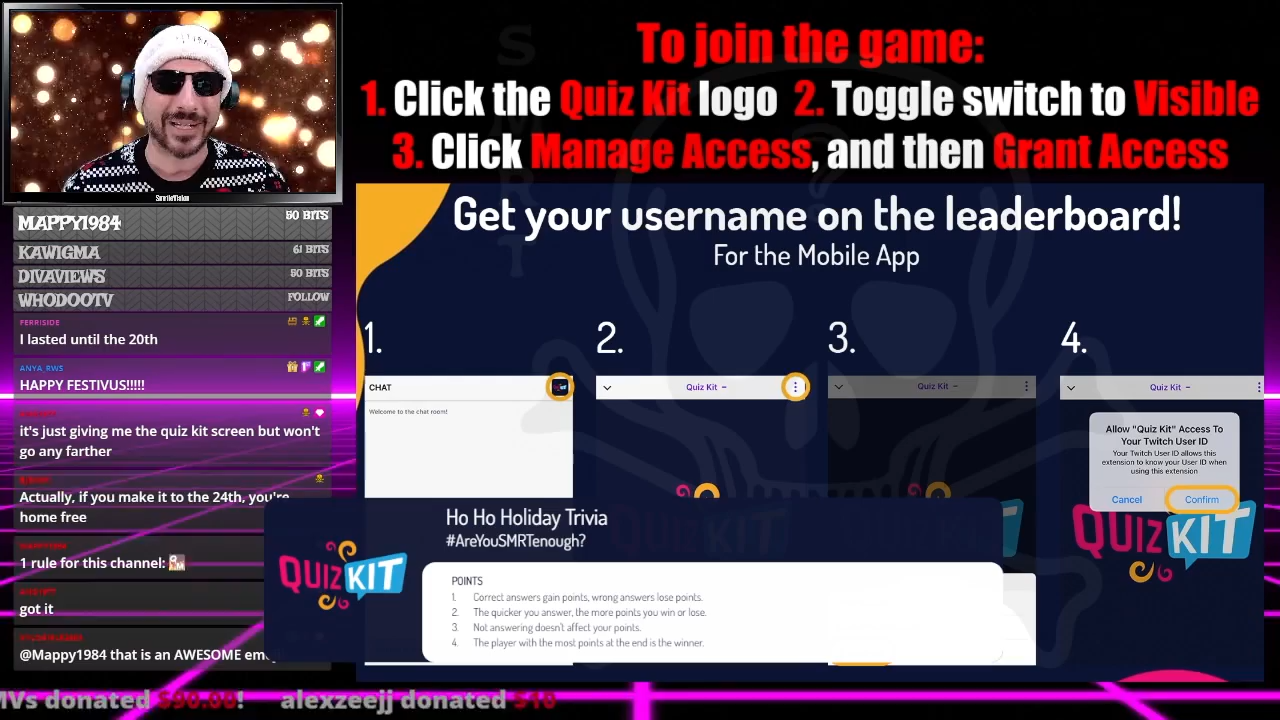 To join the game:
1. Click the Quiz Kit logo 2. Toggle switch to Visible
3. Click Manage Access, and then Grant Access
SmrtieVision
MAPPY1984 50 BITS
KAWIGMA 61 BITS
DIVAVIEWS 50 BITS
WHODOOTV FOLLOW
FERRISIDE
I lasted until the 20th
ANYA_RWS
HAPPY FESTIVUS!!!!!
it's just giving me the quiz kit screen but won't
go any farther
Actually, if you make it to the 24th, you're
home free
1 rule for this channel:
got it
@Mappy1984 that is an AWESOME
Get your username on the leaderboard!
For the Mobile App
1. 2. 3. 4.
CHAT
Welcome to the chat room!
Quiz Kit –
Quiz Kit –
Quiz Kit –
Allow "Quiz Kit" Access To
Your Twitch User ID
Your Twitch User ID allows this
extension to know your User ID when
using this extension
Cancel Confirm
QUIZ KIT
QUIZ KIT
Ho Ho Holiday Trivia
#AreYouSMRTenough?
QUIZ KIT
POINTS
1. Correct answers gain points, wrong answers lose points.
2. The quicker you answer, the more points you win or lose.
3. Not answering doesn't affect your points.
4. The player with the most points at the end is the winner.
MVs donated $90.00! alexzeejj donated $10